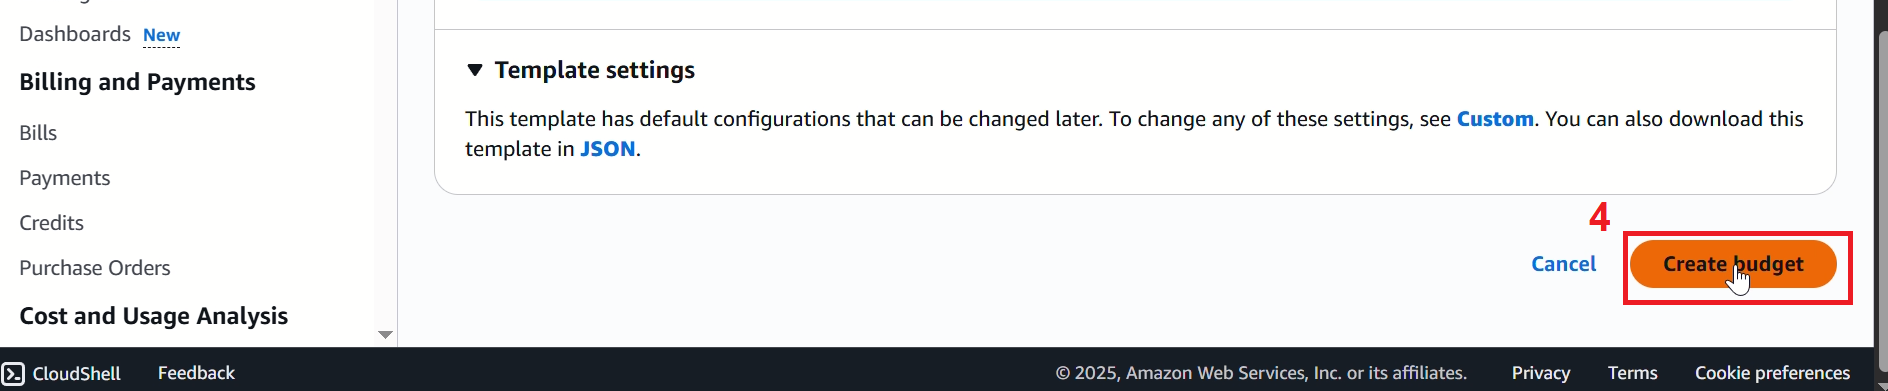 Dashboards New
Billing and Payments
Bills
Payments
Credits
Purchase Orders
Cost and Usage Analysis
Template settings
This template has default configurations that can be changed later. To change any of these settings, see Custom. You can also download this
template in JSON.
4
Cancel
Create budget
CloudShell Feedback © 2025, Amazon Web Services, Inc. or its affiliates. Privacy Terms Cookie preferences